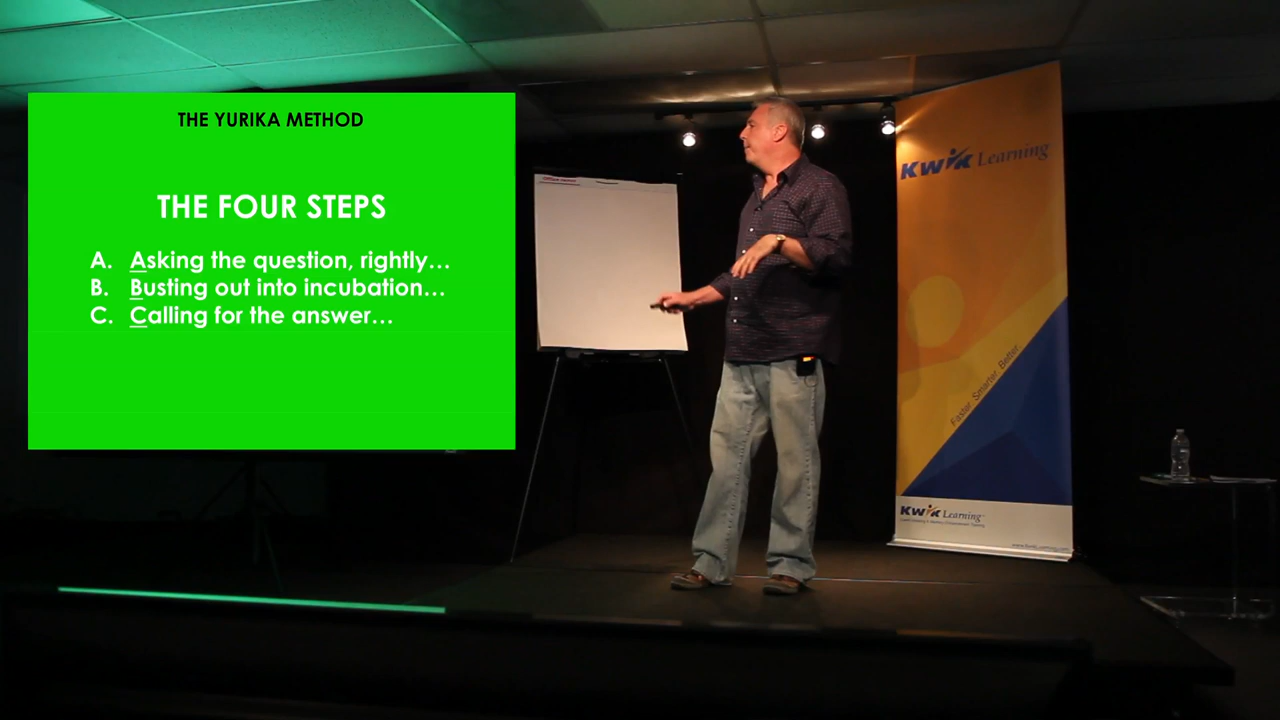 THE YURIKA METHOD
THE FOUR STEPS
A. Asking the question, rightly…
B. Busting out into incubation…
C. Calling for the answer…
KWIK Learning
Faster. Smarter. Better.
KWIK Learning